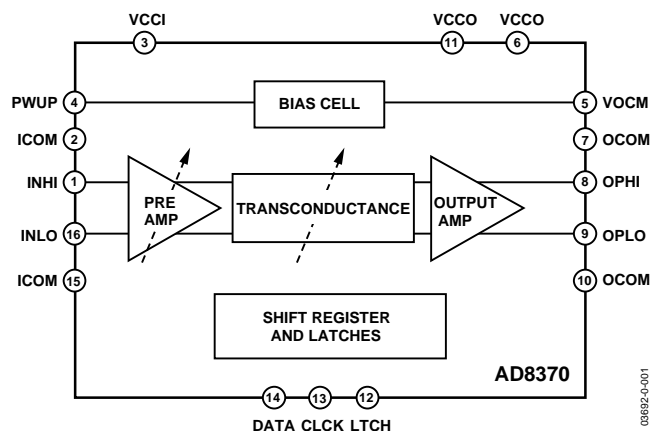 VCCI VCCO VCCO
3 11 6
PWUP 4 BIAS CELL 5 VOCM
ICOM 2 7 OCOM
INHI 1 8 OPHI
PRE AMP
TRANSCONDUCTANCE
OUTPUT AMP
INLO 16 9 OPLO
ICOM 15 10 OCOM
SHIFT REGISTER
AND LATCHES
AD8370
14 13 12
DATA CLCK LTCH
03692-0-001